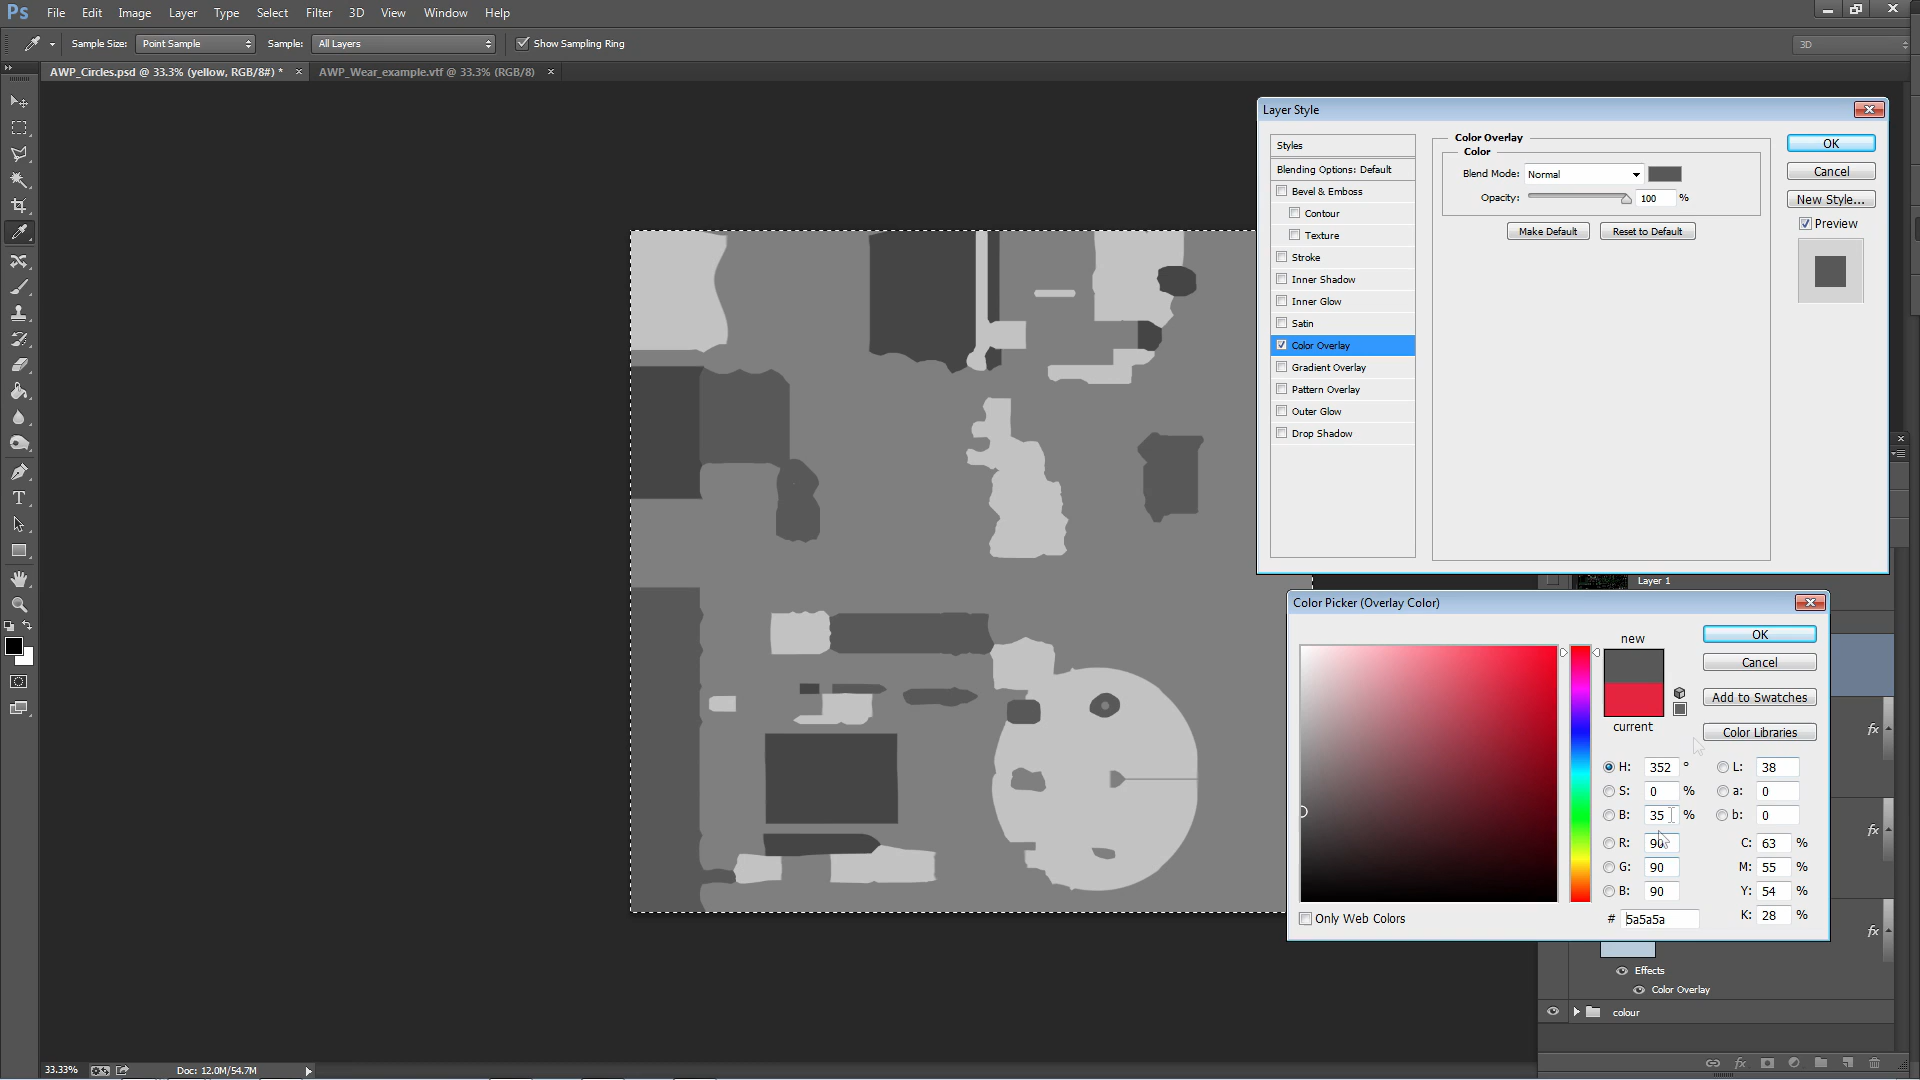 Ps File Edit Image Layer Type Select Filter 3D View Window Help
Sample Size: Point Sample Sample: All Layers Show Sampling Ring 3D
AWP_Circles.psd @ 33.3% (yellow, RGB/8#) * × AWP_Wear_example.vtf @ 33.3% (RGB/8) ×
Layer Style
Styles
Blending Options: Default
Bevel & Emboss
Contour
Texture
Stroke
Inner Shadow
Inner Glow
Satin
Color Overlay
Gradient Overlay
Pattern Overlay
Outer Glow
Drop Shadow
Color Overlay
Color
Blend Mode: Normal
Opacity: 100 %
Make Default Reset to Default
OK
Cancel
New Style...
Preview
Layer 1
Color Picker (Overlay Color)
new
current
OK
Cancel
Add to Swatches
Color Libraries
H: 352 ° L: 38
S: 0 % a: 0
B: 35 % b: 0
R: 90 C: 63 %
G: 90 M: 55 %
B: 90 Y: 54 %
# 5a5a5a K: 28 %
Only Web Colors
fx
fx
fx
Effects
Color Overlay
colour
fx
T
33.33% Doc: 12.0M/54.7M